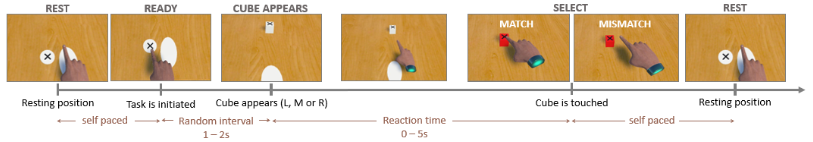 REST
READY
CUBE APPEARS
SELECT
REST
MATCH
MISMATCH
Resting position
Task is initiated
Cube appears (L, M or R)
Cube is touched
Resting position
self paced
Random interval
1 – 2s
Reaction time
0 – 5s
self paced